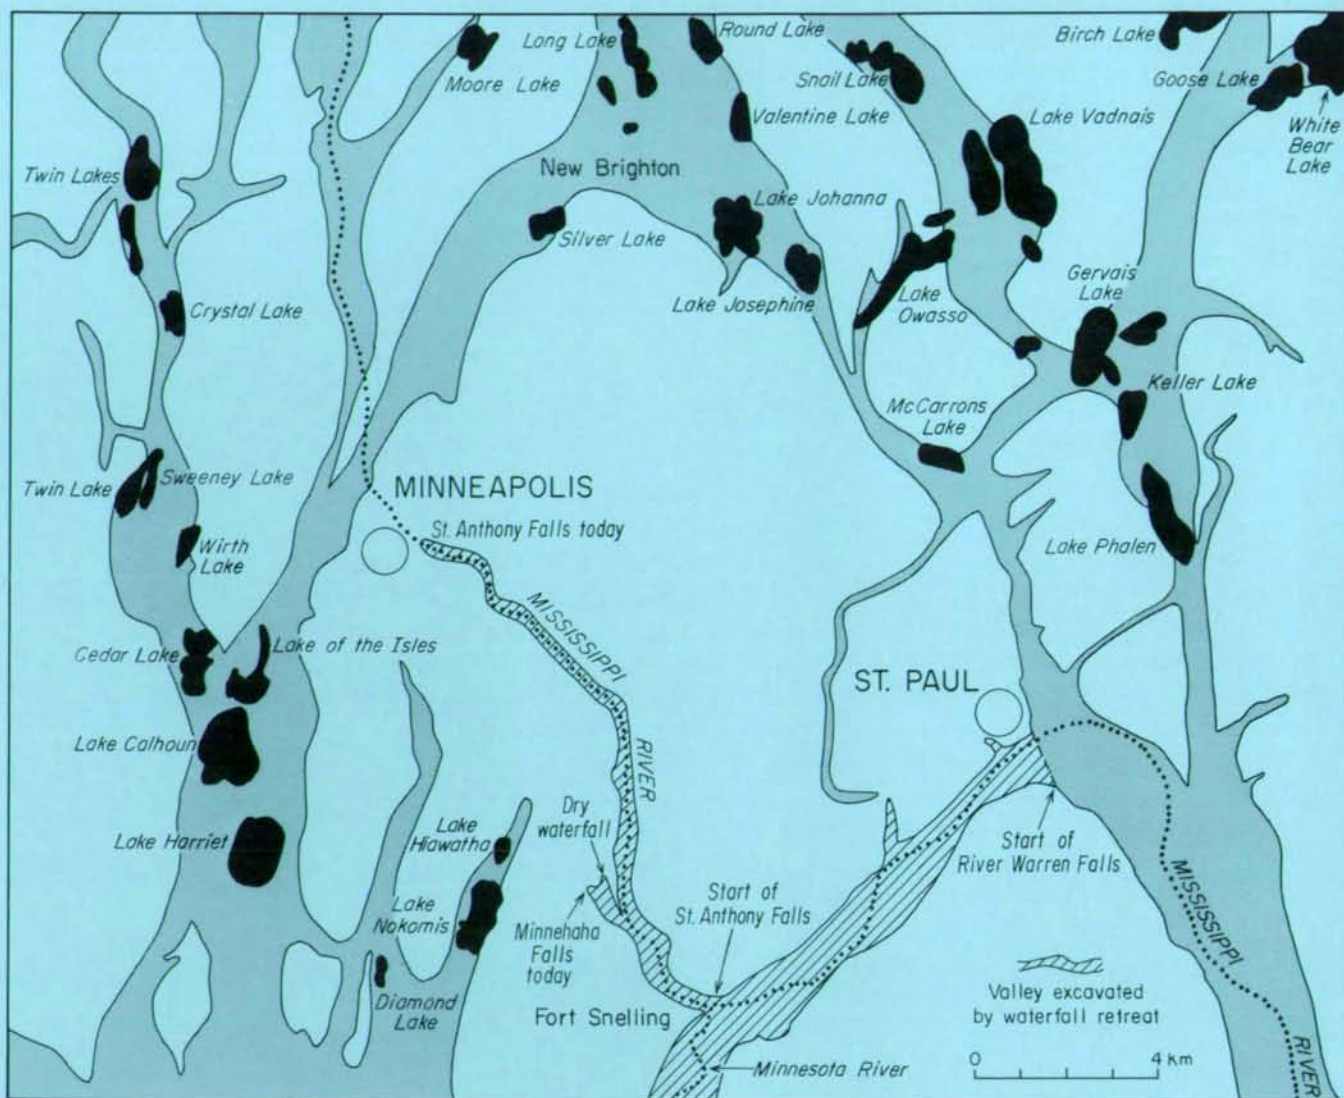 Long Lake
Round Lake
Birch Lake
Moore Lake
Snail Lake
Goose Lake
Valentine Lake
Lake Vadnais
White
Bear
Lake
Twin Lakes
New Brighton
Lake Johanna
Silver Lake
Gervais
Lake
Crystal Lake
Lake Josephine
Lake
Owasso
Keller Lake
McCarrons
Lake
Twin Lake
Sweeney Lake
MINNEAPOLIS
St. Anthony Falls today
Wirth
Lake
Lake Phalen
MISSISSIPPI
RIVER
Cedar Lake
Lake of the Isles
ST. PAUL
Lake Calhoun
Lake Harriet
Lake
Hiawatha
Dry
waterfall
Start of
River Warren Falls
Lake
Nokomis
Minnehaha
Falls
today
Start of
St. Anthony Falls
MISSISSIPPI
RIVER
Diamond
Lake
Fort Snelling
Valley excavated
by waterfall retreat
Minnesota River
0 4 Km